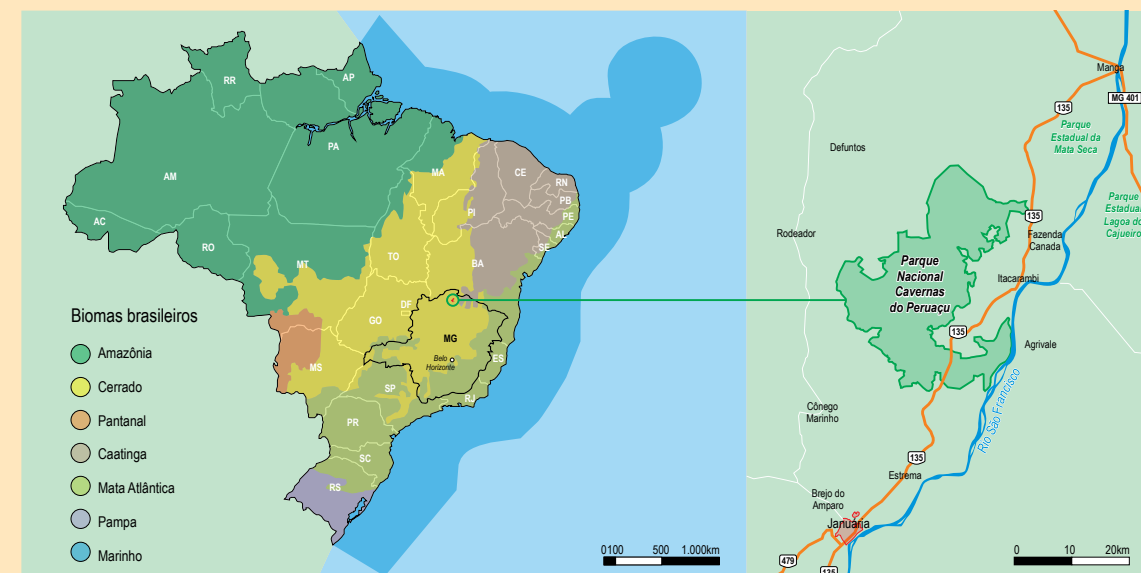 RR
AP
AM
PA
MA
CE
RN
PB
PE
AL
SE
PI
AC
RO
MT
TO
BA
DF
GO
MG
Belo
Horizonte
ES
MS
SP
RJ
PR
SC
RS
Biomas brasileiros
Amazônia
Cerrado
Pantanal
Caatinga
Mata Atlântica
Pampa
Marinho
0 100 500 1.000km
Manga
MG 401
135
Parque
Estadual da
Mata Seca
Defuntos
Parque
Estadual
Lagoa do
Cajueiro
135
Rodeador
Fazenda
Canada
Parque
Nacional
Cavernas
do Peruaçu
Itacarambi
135
Agrivale
Rio São Francisco
Cônego
Marinho
135
Estrema
Brejo do
Amparo
Januária
479
135
0 10 20km